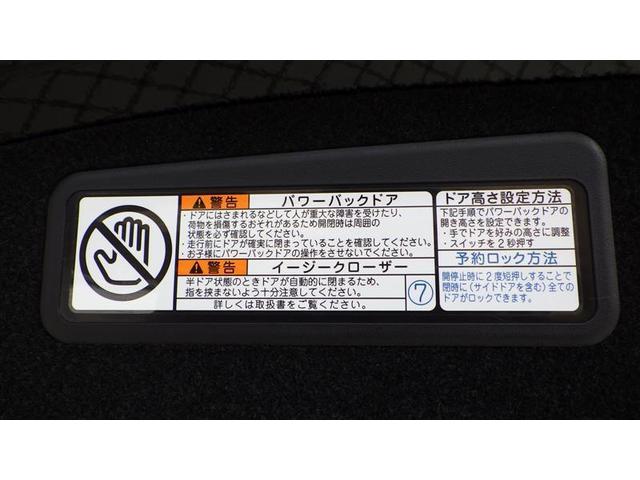 警告 パワーバックドア
・ドアにはさまれるなどして人が重大な障害を受けたり、
荷物を損傷するおそれがあるため開閉時は周囲の
状態を必ず確認してください。
・走行前にドアが確実に閉まっていることを確認してください。
・お子様にパワーバックドアの操作をさせないでください。
警告 イージークローザー
半ドア状態のときドアが自動的に閉まるため、
指を挟まないよう十分注意してください。
詳しくは取扱書をご覧ください。
⑦
ドア高さ設定方法
下記手順でパワーバックドアの
開き高さを設定できます。
・手でドアを好みの高さに調整
・スイッチを2秒押す
予約ロック方法
開停止時に2度短押しすることで
閉時に(サイドドアを含む)全ての
ドアがロックできます。